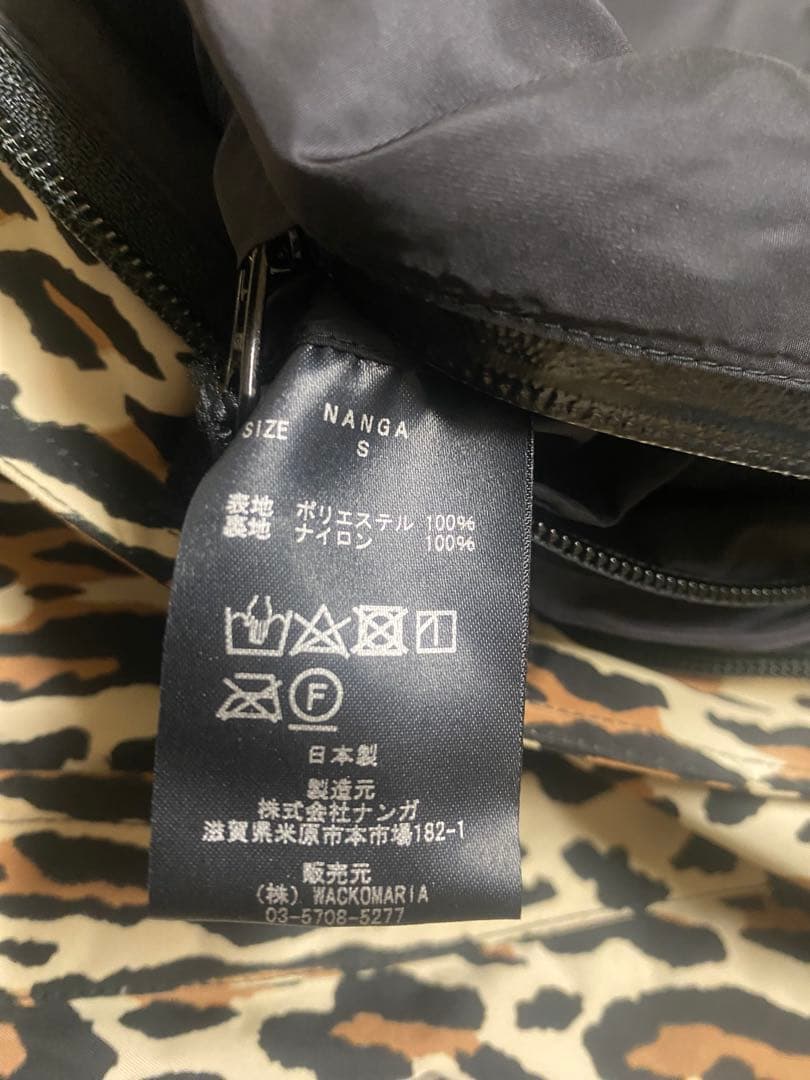 NANGA
SIZE S
表地 ポリエステル 100%
裏地 ナイロン 100%
F
日本製
製造元
株式会社ナンガ
滋賀県米原市本市場182-1
販売元
(株) WACKOMARIA
03-5708-5277